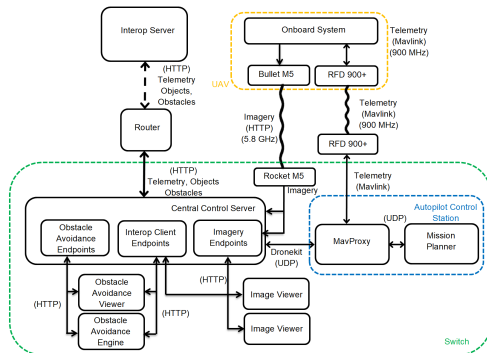 Interop Server
Onboard System
Telemetry
(Mavlink)
(900 MHz)
(HTTP)
Telemetry
Objects,
Obstacles
UAV
Bullet M5
RFD 900+
Router
Imagery
(HTTP)
(5.8 GHz)
Telemetry
(Mavlink)
(900 MHz)
RFD 900+
(HTTP)
Telemetry, Objects
Obstacles
Rocket M5
Imagery
Telemetry
(Mavlink)
Central Control Server
Autopilot Control
Station
Obstacle
Avoidance
Endpoints
Interop Client
Endpoints
Imagery
Endpoints
Dronekit
(UDP)
MavProxy
(UDP)
Mission
Planner
(HTTP)
Obstacle
Avoidance
Viewer
(HTTP)
(HTTP)
Image Viewer
Obstacle
Avoidance
Engine
Image Viewer
Switch